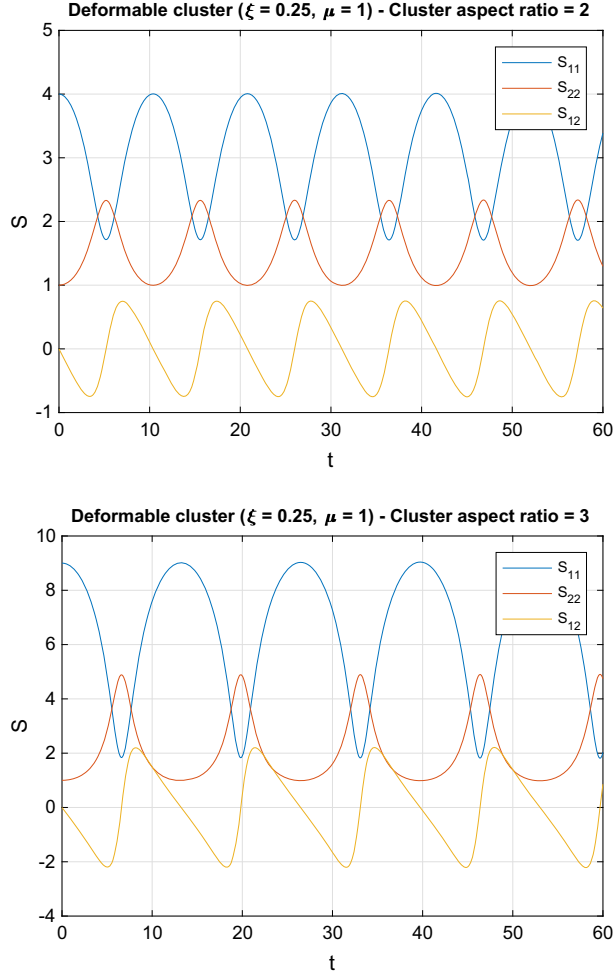 Deformable cluster (ξ = 0.25, μ = 1) - Cluster aspect ratio = 2
5
4
3
2
1
0
-1
S
S11
S22
S12
0 10 20 30 40 50 60
t
Deformable cluster (ξ = 0.25, μ = 1) - Cluster aspect ratio = 3
10
8
6
4
2
0
-2
-4
S
S11
S22
S12
0 10 20 30 40 50 60
t